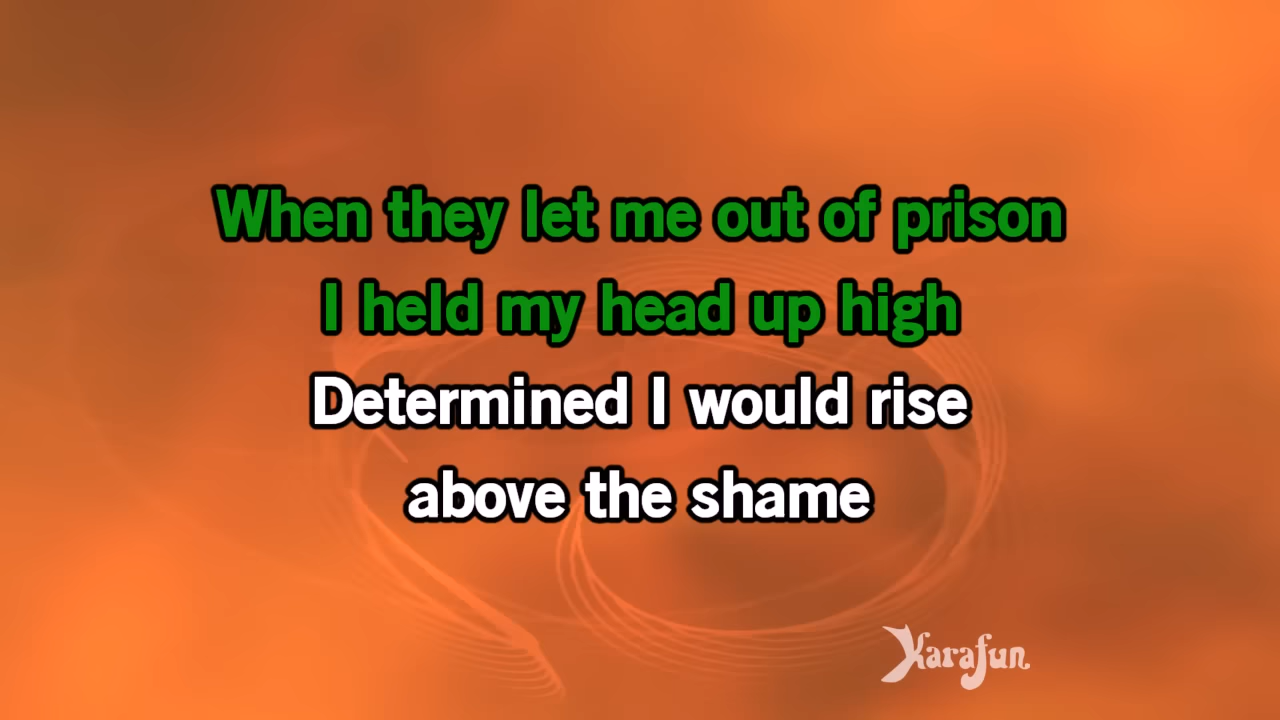 When they let me out of prison
I held my head up high
Determined I would rise
above the shame
Karafun